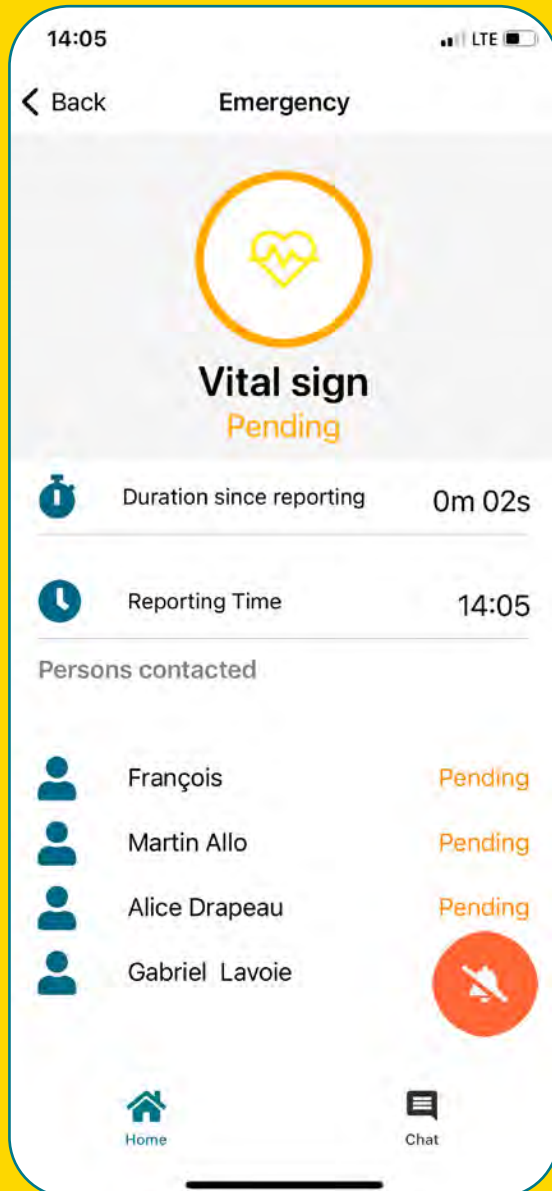 14:05 LTE
Back Emergency
Vital sign
Pending
Duration since reporting 0m 02s
Reporting Time 14:05
Persons contacted
François Pending
Martin Allo Pending
Alice Drapeau Pending
Gabriel Lavoie
Home Chat